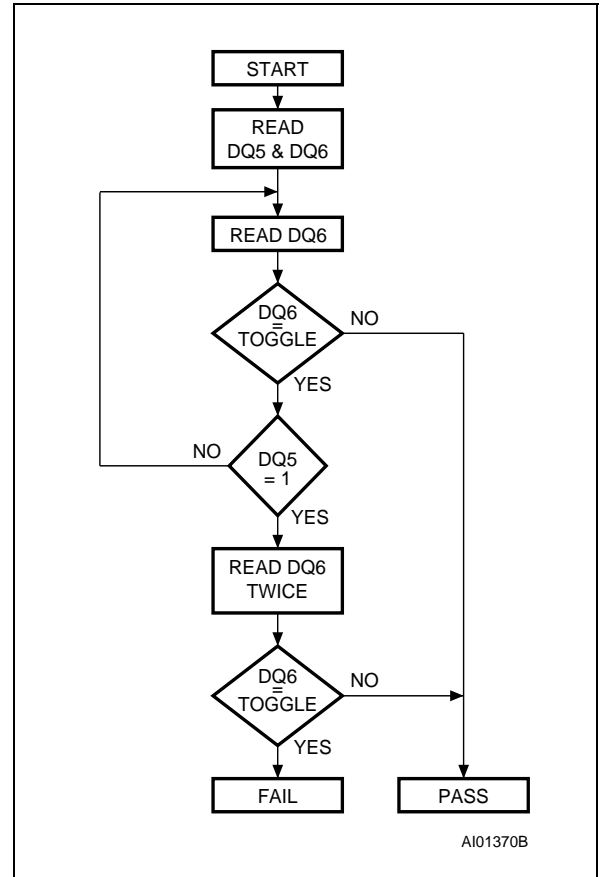 START
READ
DQ5 & DQ6
READ DQ6
DQ6
=
TOGGLE
NO
YES
NO
DQ5
= 1
YES
READ DQ6
TWICE
DQ6
=
TOGGLE
NO
YES
FAIL
PASS
AI01370B